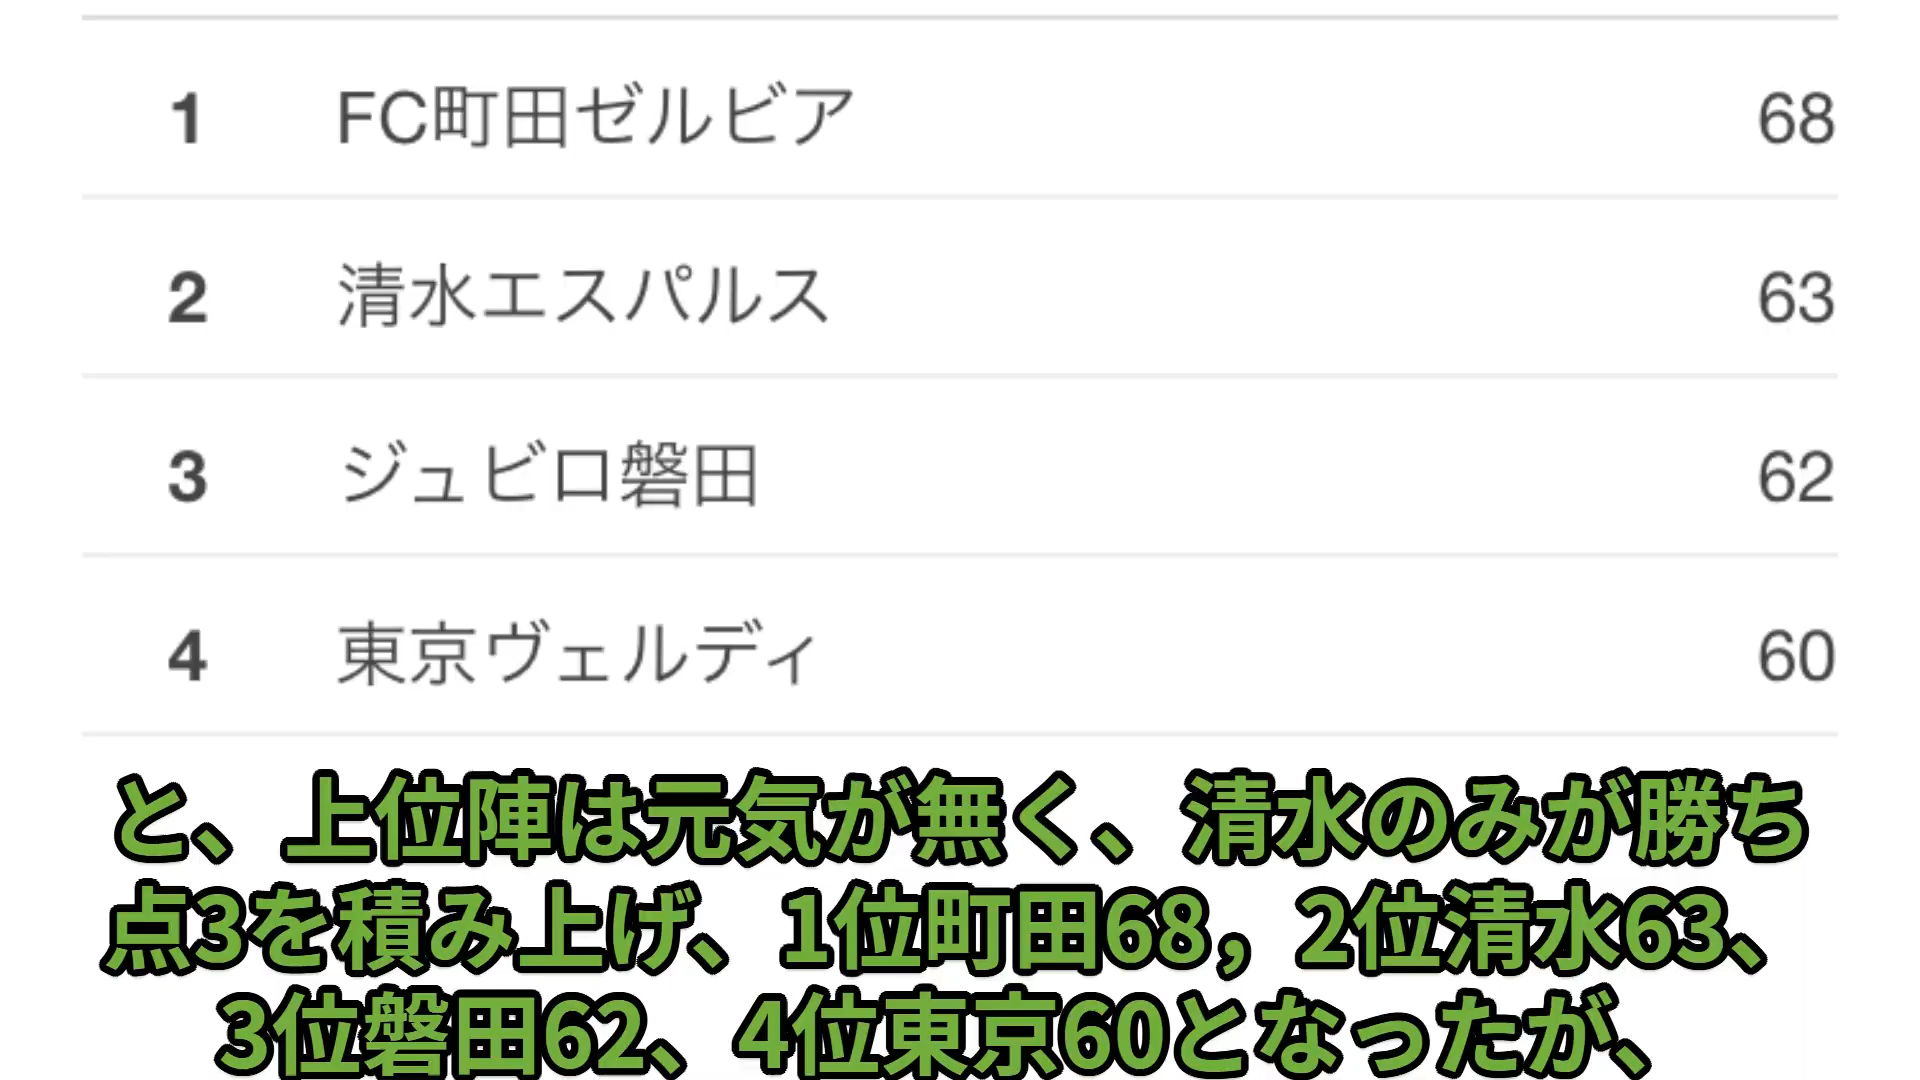 1 FC町田ゼルビア 68
2 清水エスパルス 63
3 ジュビロ磐田 62
4 東京ヴェルディ 60
と、上位陣は元気が無く、清水のみが勝ち
点3を積み上げ、1位町田68，2位清水63、
3位磐田62、4位東京60となったが、